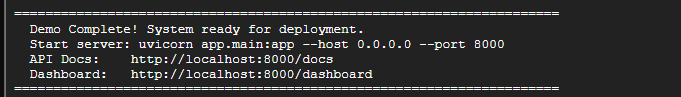 ======================================================================
Demo Complete! System ready for deployment.
Start server: uvicorn app.main:app --host 0.0.0.0 --port 8000
API Docs:    http://localhost:8000/docs
Dashboard:   http://localhost:8000/dashboard
======================================================================